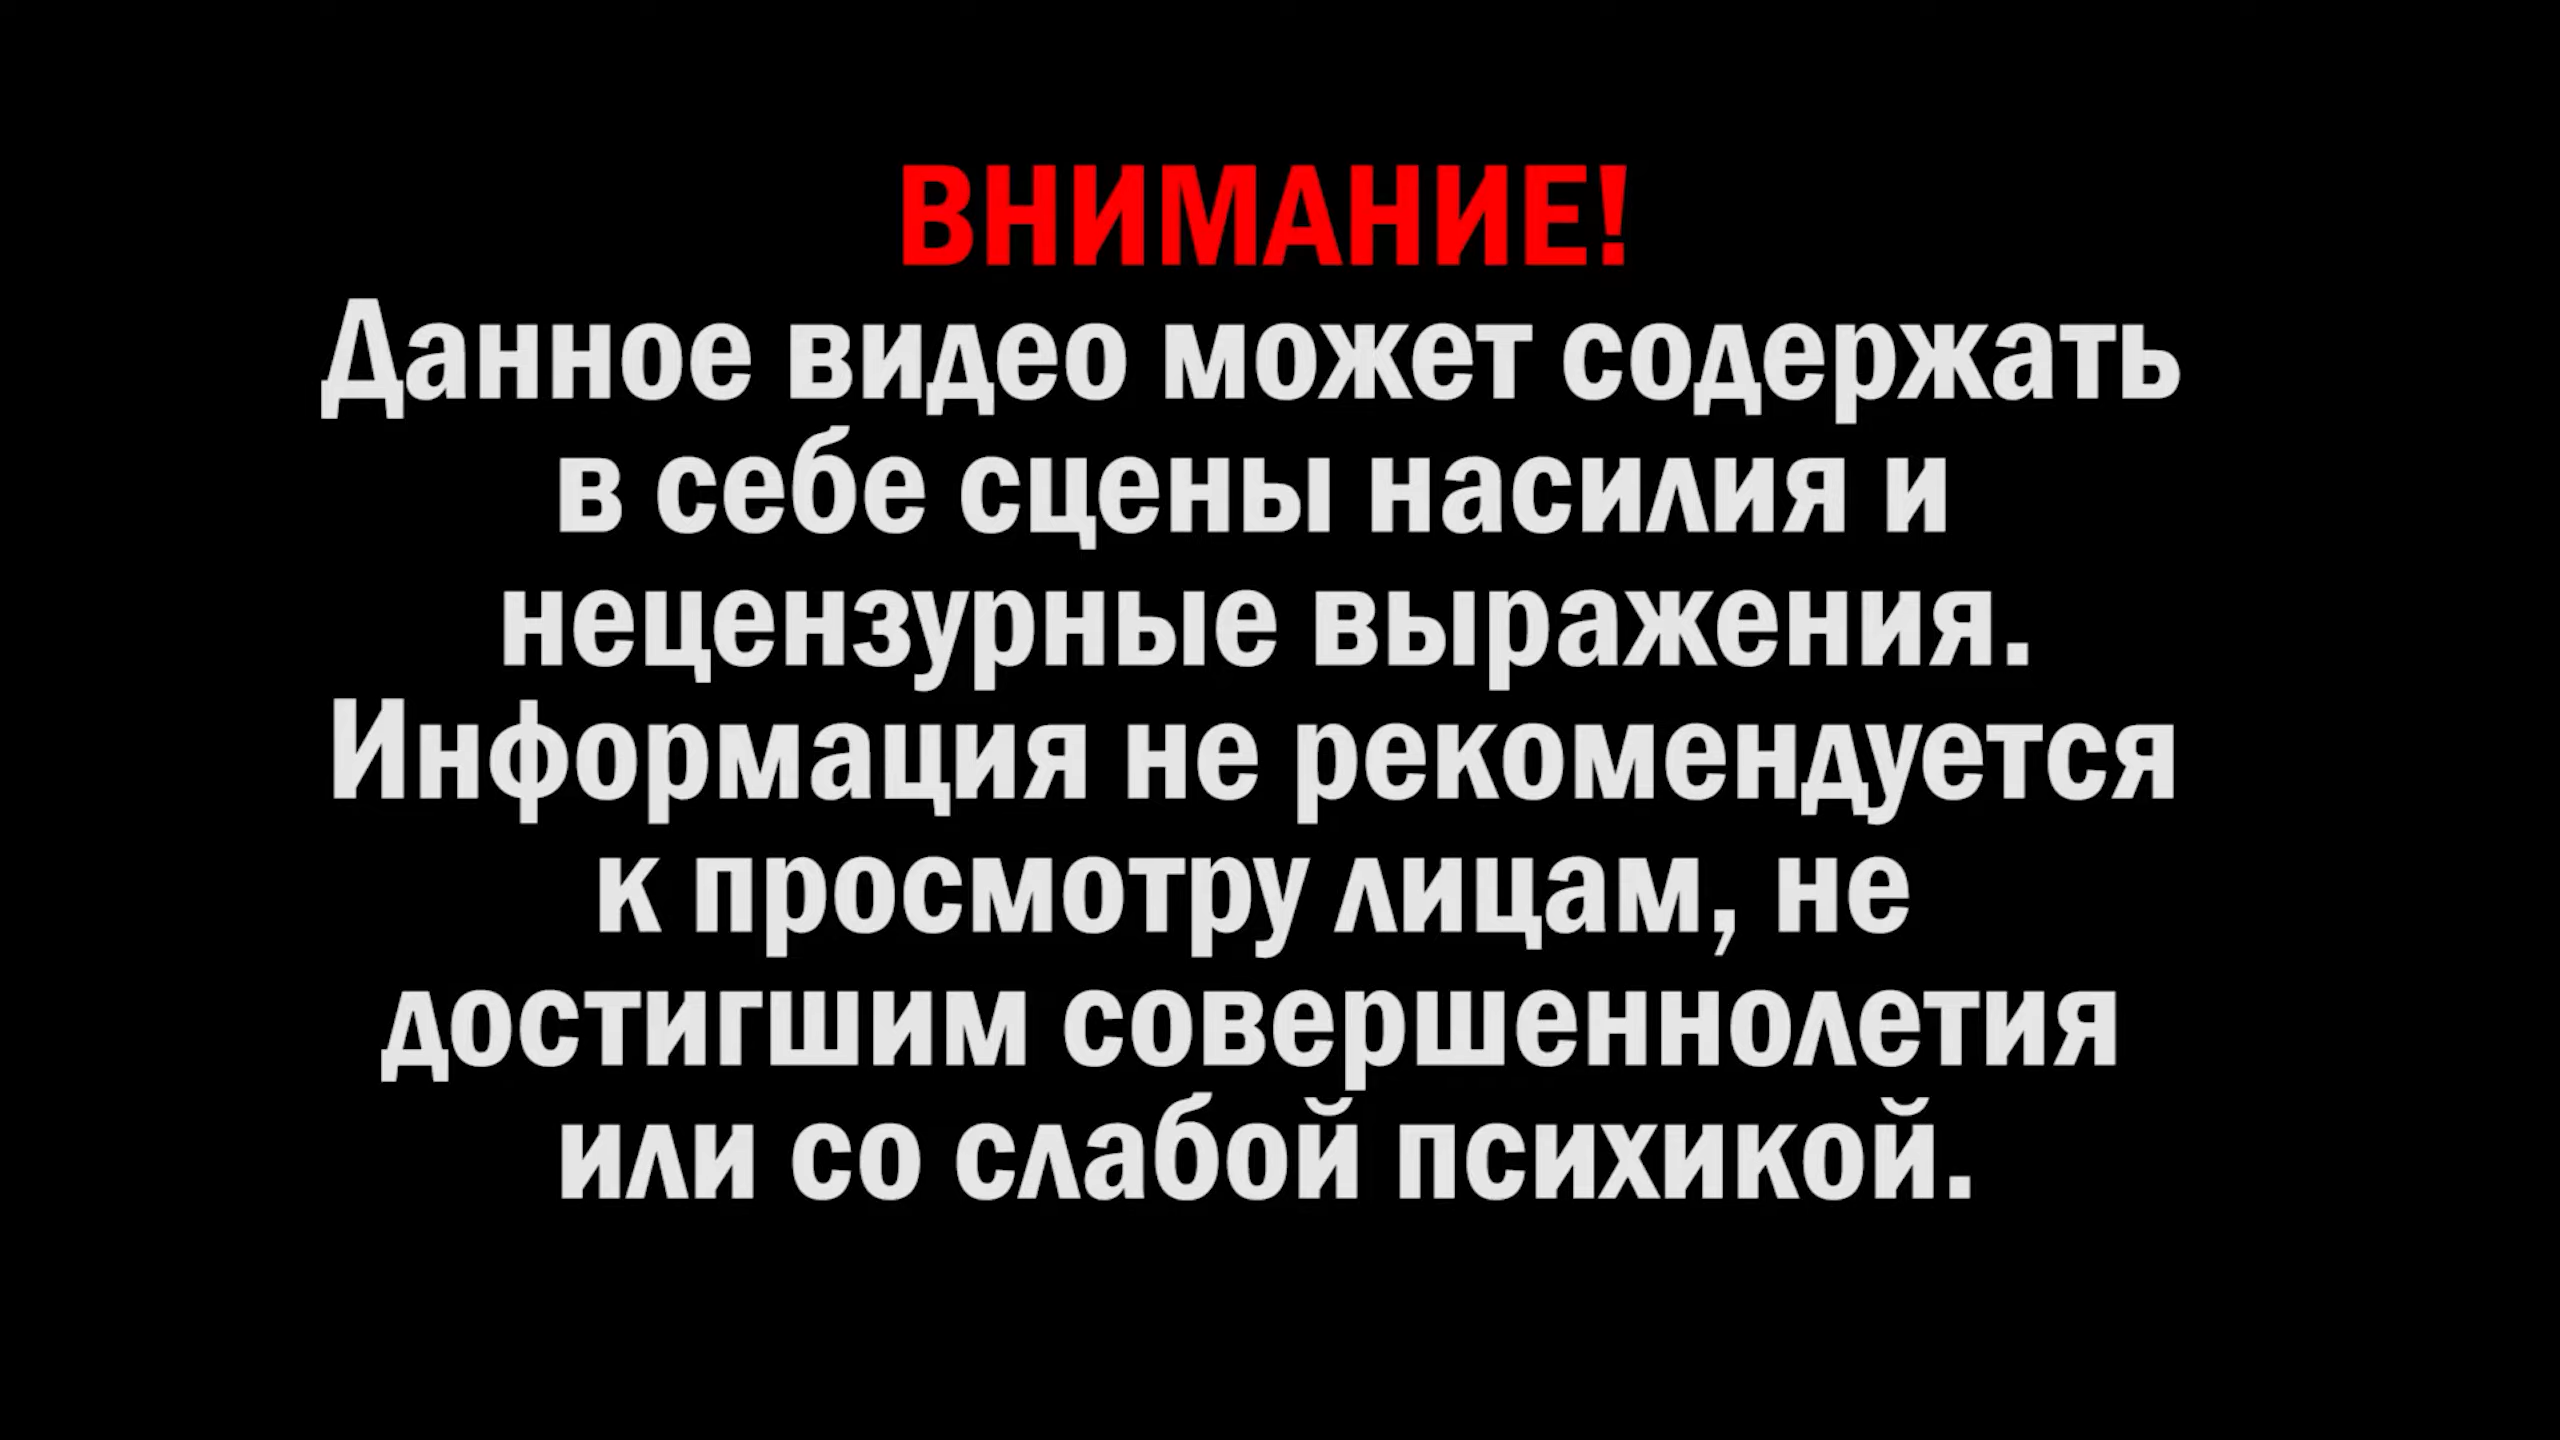 ВНИМАНИЕ!
Данное видео может содержать
в себе сцены насилия и
нецензурные выражения.
Информация не рекомендуется
к просмотру лицам, не
достигшим совершеннолетия
или со слабой психикой.